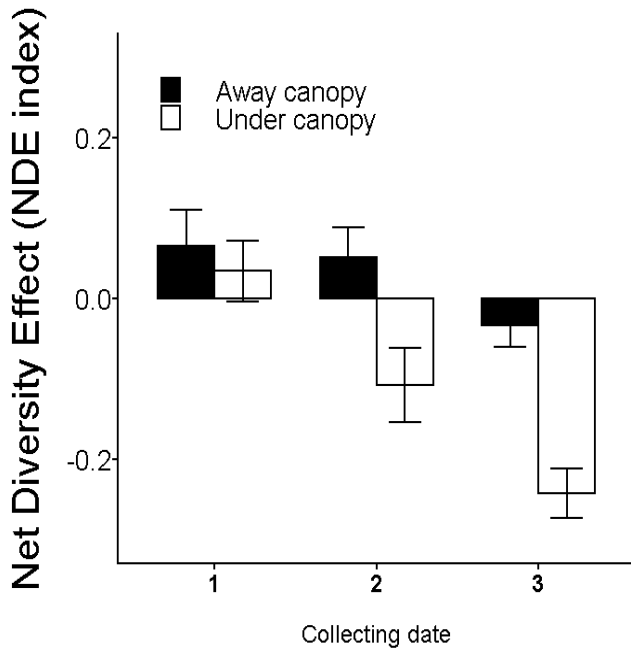 Net Diversity Effect (NDE index)
Away canopy
Under canopy
0.2
0.0
-0.2
1 2 3
Collecting date